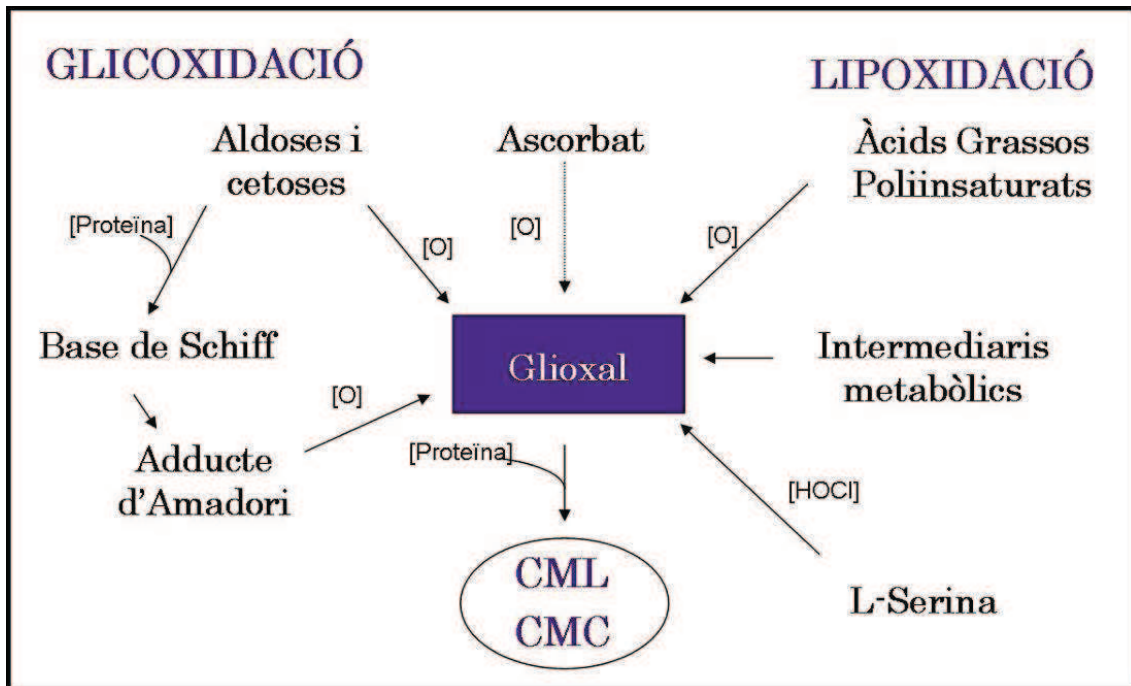 GLICOXIDACIÓ
LIPOXIDACIÓ
Aldoses i
cetoses
Ascorbat
Àcids Grassos
Poliinsaturats
[Proteïna]
[O]
[O]
[O]
Base de Schiff
Glioxal
Intermediaris
metabòlics
[O]
Adducte
d'Amadori
[Proteïna]
[HOCl]
CML
CMC
L-Serina